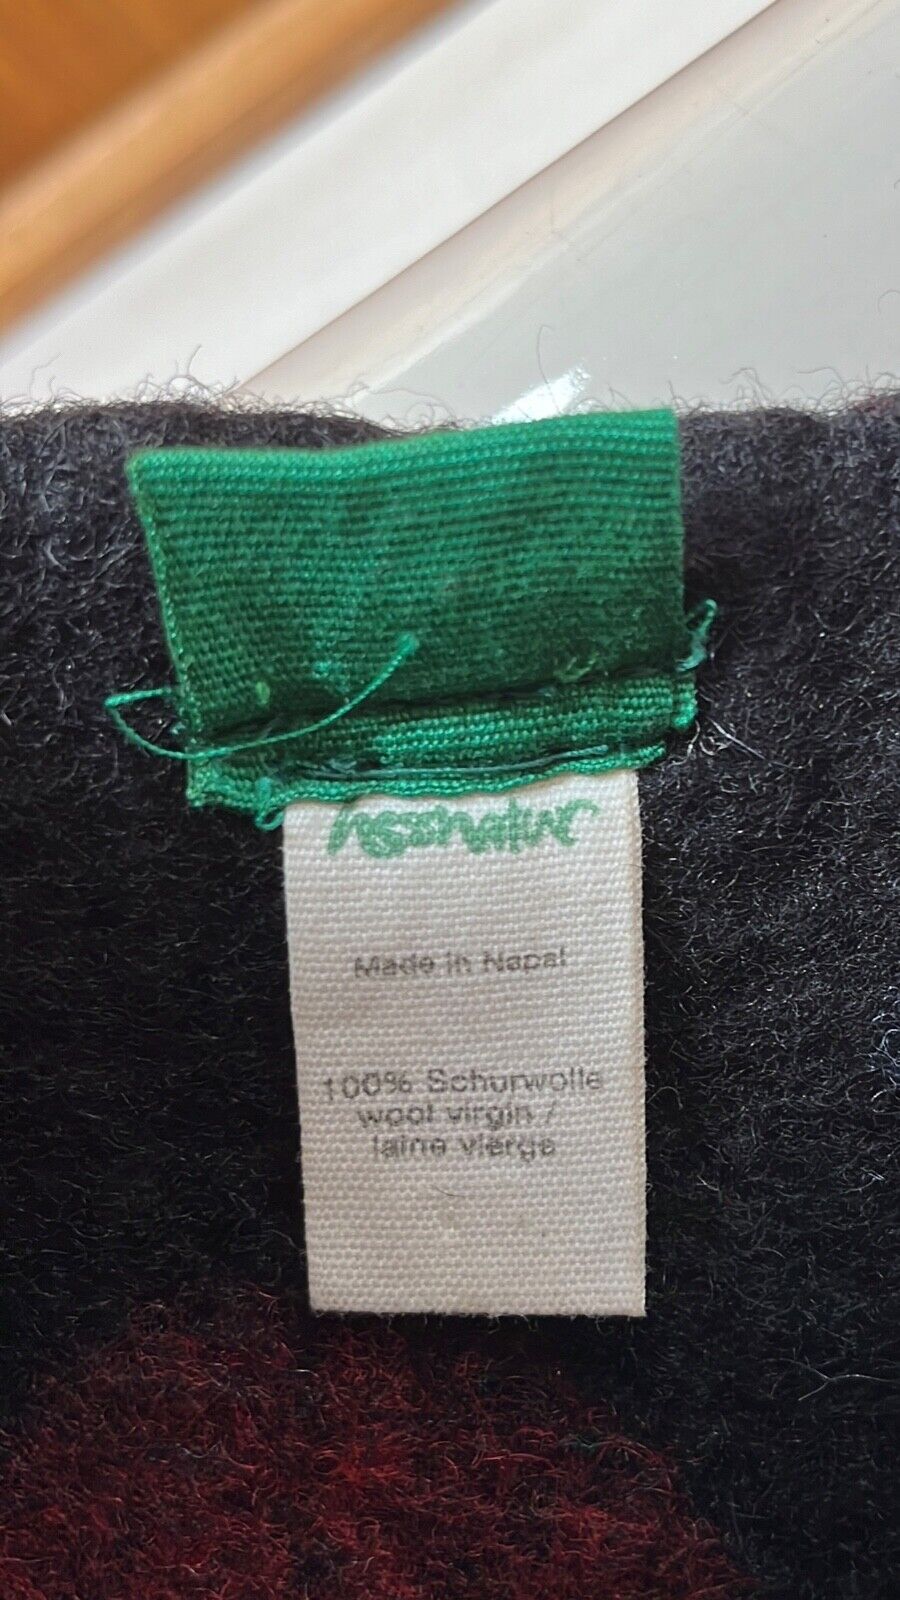 hessnatur
Made in Nepal
100% Schurwolle
wool virgin /
laine vierge